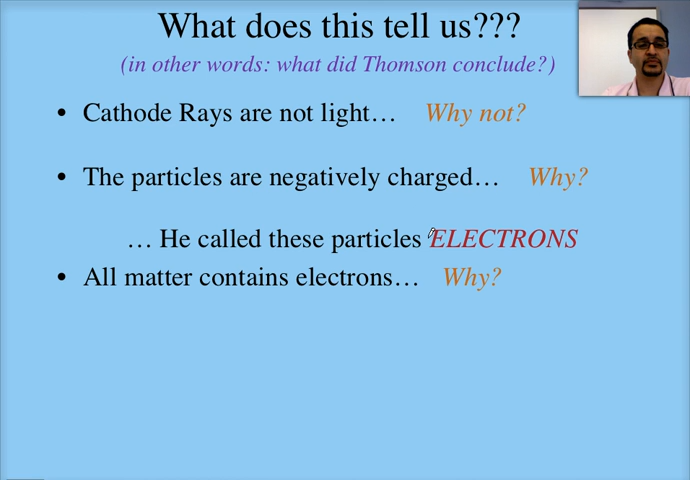 What does this tell us???
(in other words: what did Thomson conclude?)
• Cathode Rays are not light… Why not?
• The particles are negatively charged… Why?
… He called these particles ELECTRONS
• All matter contains electrons… Why?